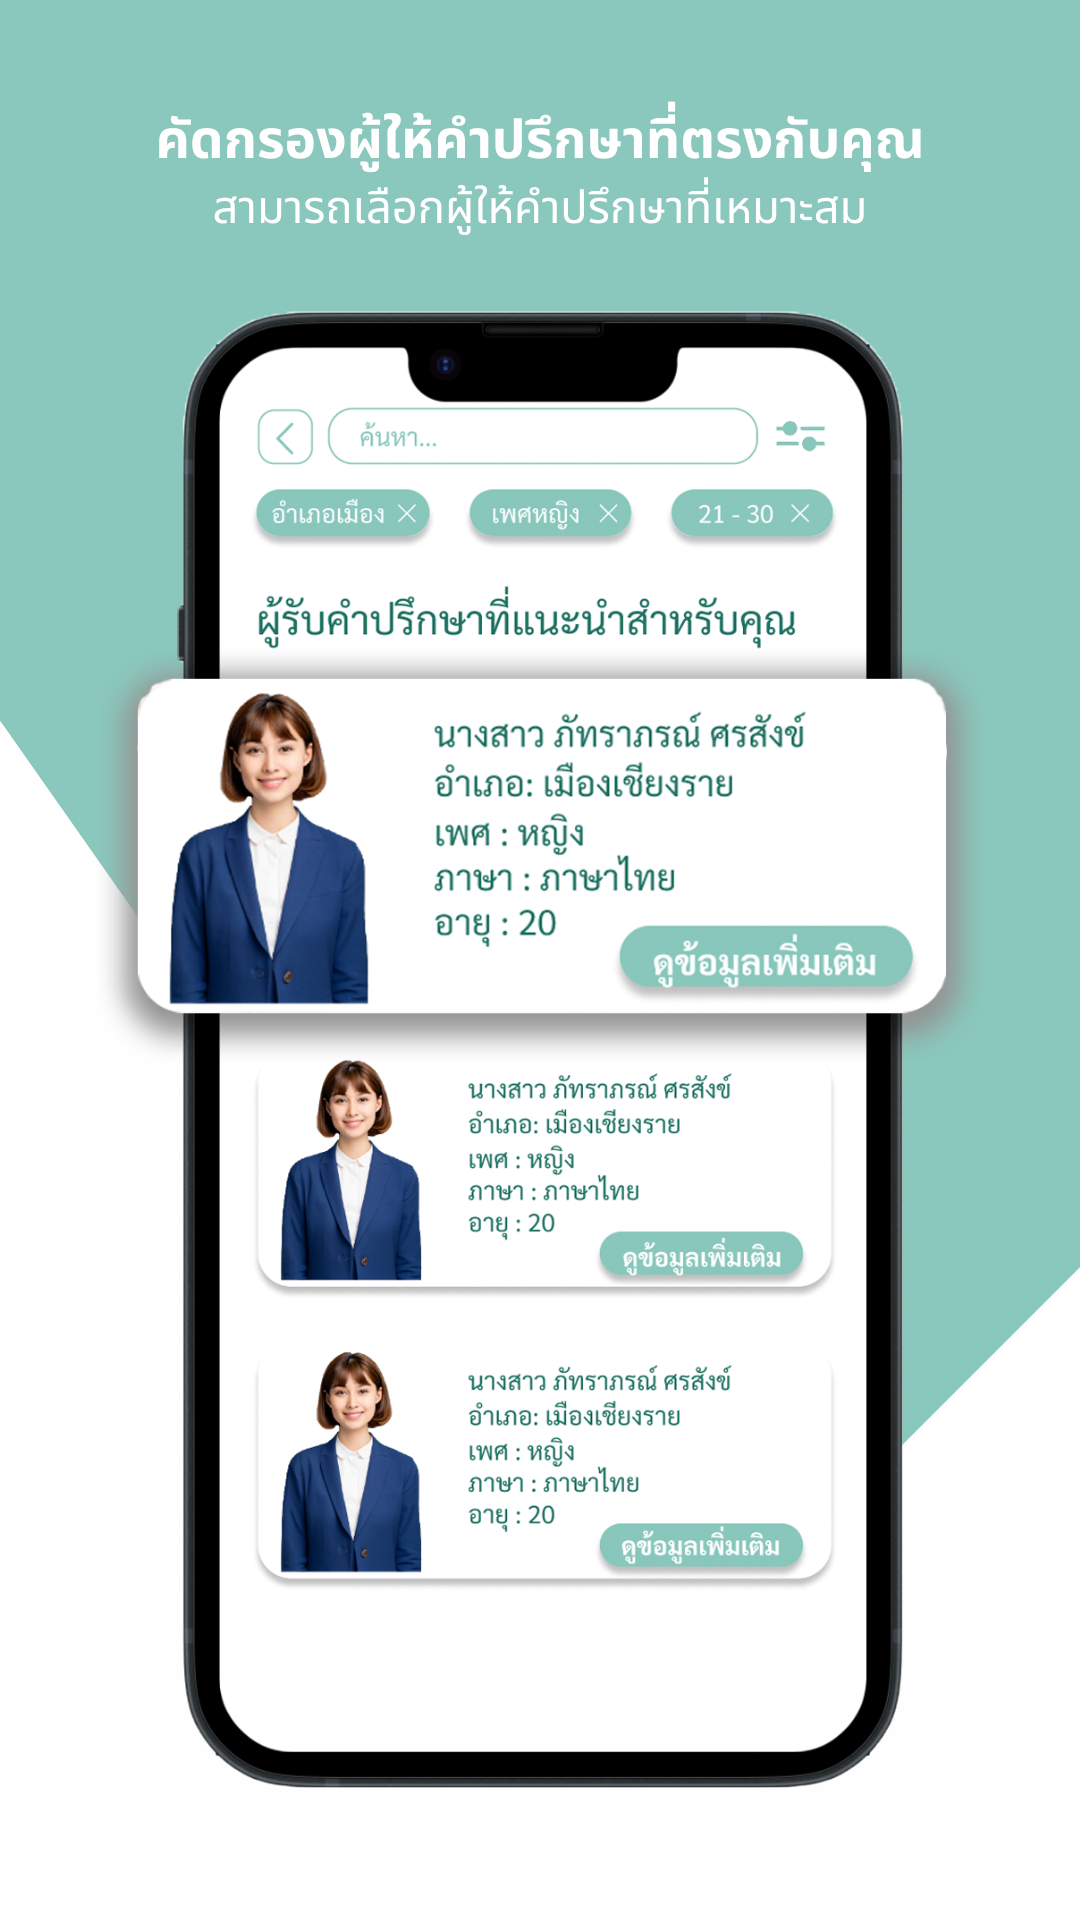 คัดกรองผู้ให้คำปรึกษาที่ตรงกับคุณ
สามารถเลือกผู้ให้คำปรึกษาที่เหมาะสม
ค้นหา...
อำเภอเมือง
เพศหญิง
21 - 30
ผู้รับคำปรึกษาที่แนะนำสำหรับคุณ
นางสาว ภัทราภรณ์ ศรสังข์
อำเภอ: เมืองเชียงราย
เพศ : หญิง
ภาษา : ภาษาไทย
อายุ : 20
ดูข้อมูลเพิ่มเติม
นางสาว ภัทราภรณ์ ศรสังข์
อำเภอ: เมืองเชียงราย
เพศ : หญิง
ภาษา : ภาษาไทย
อายุ : 20
ดูข้อมูลเพิ่มเติม
นางสาว ภัทราภรณ์ ศรสังข์
อำเภอ: เมืองเชียงราย
เพศ : หญิง
ภาษา : ภาษาไทย
อายุ : 20
ดูข้อมูลเพิ่มเติม